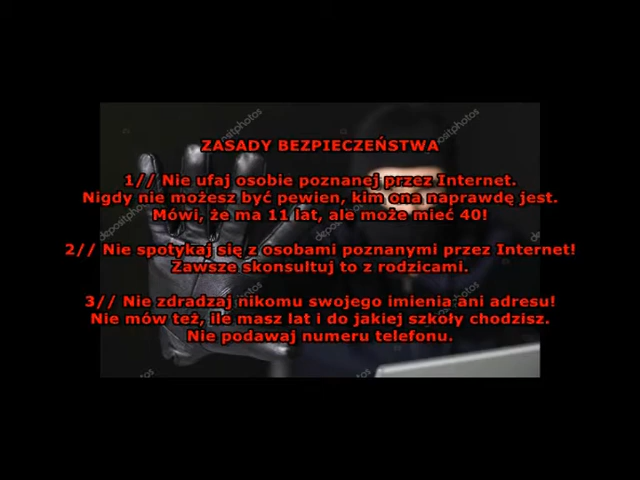 ZASADY BEZPIECZEŃSTWA
1// Nie ufaj osobie poznanej przez Internet.
Nigdy nie możesz być pewien, kim ona naprawdę jest.
Mówi, że ma 11 lat, ale może mieć 40!
2// Nie spotykaj się z osobami poznanymi przez Internet!
Zawsze skonsultuj to z rodzicami.
3// Nie zdradzaj nikomu swojego imienia ani adresu!
Nie mów też, ile masz lat i do jakiej szkoły chodzisz.
Nie podawaj numeru telefonu.